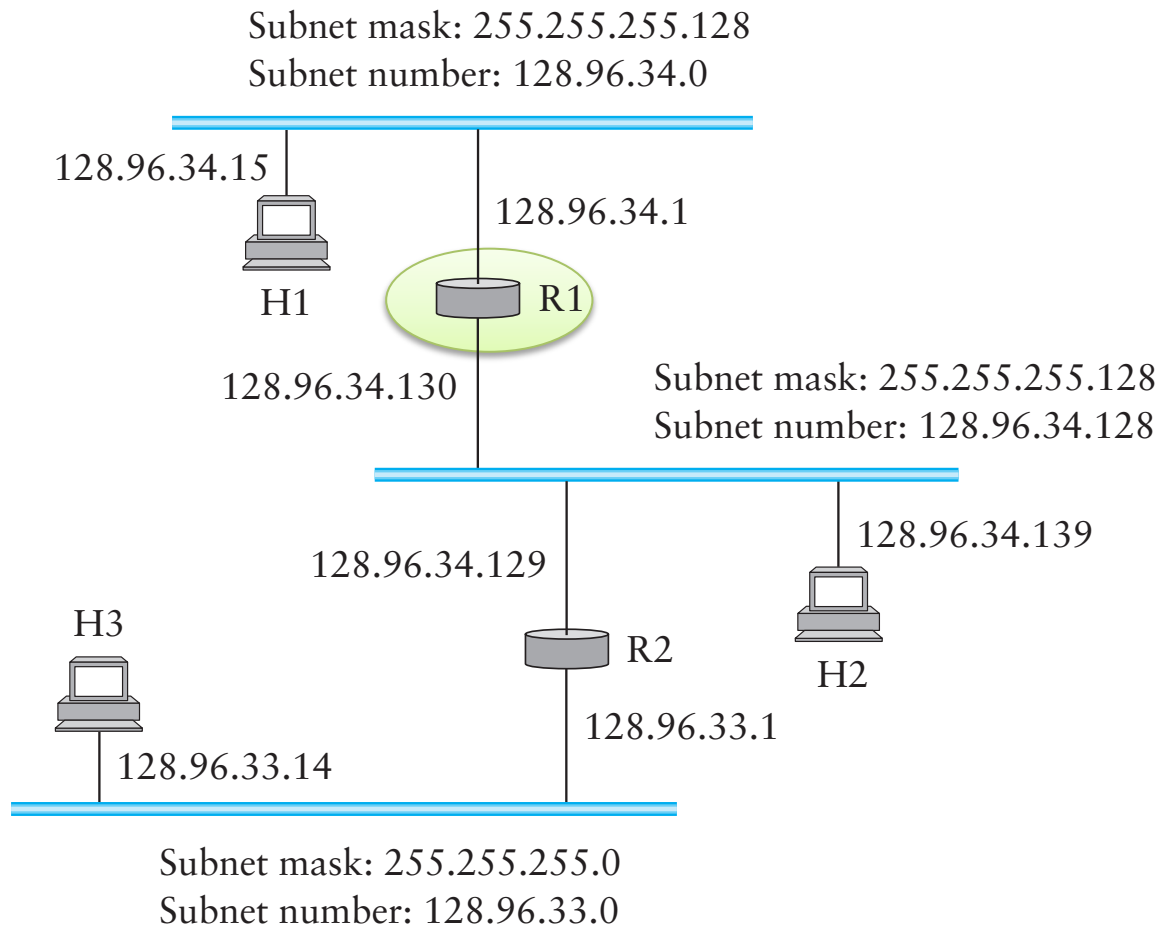 Subnet mask: 255.255.255.128
Subnet number: 128.96.34.0
128.96.34.15
128.96.34.1
H1
R1
128.96.34.130
Subnet mask: 255.255.255.128
Subnet number: 128.96.34.128
128.96.34.139
128.96.34.129
H3
R2
H2
128.96.33.1
128.96.33.14
Subnet mask: 255.255.255.0
Subnet number: 128.96.33.0